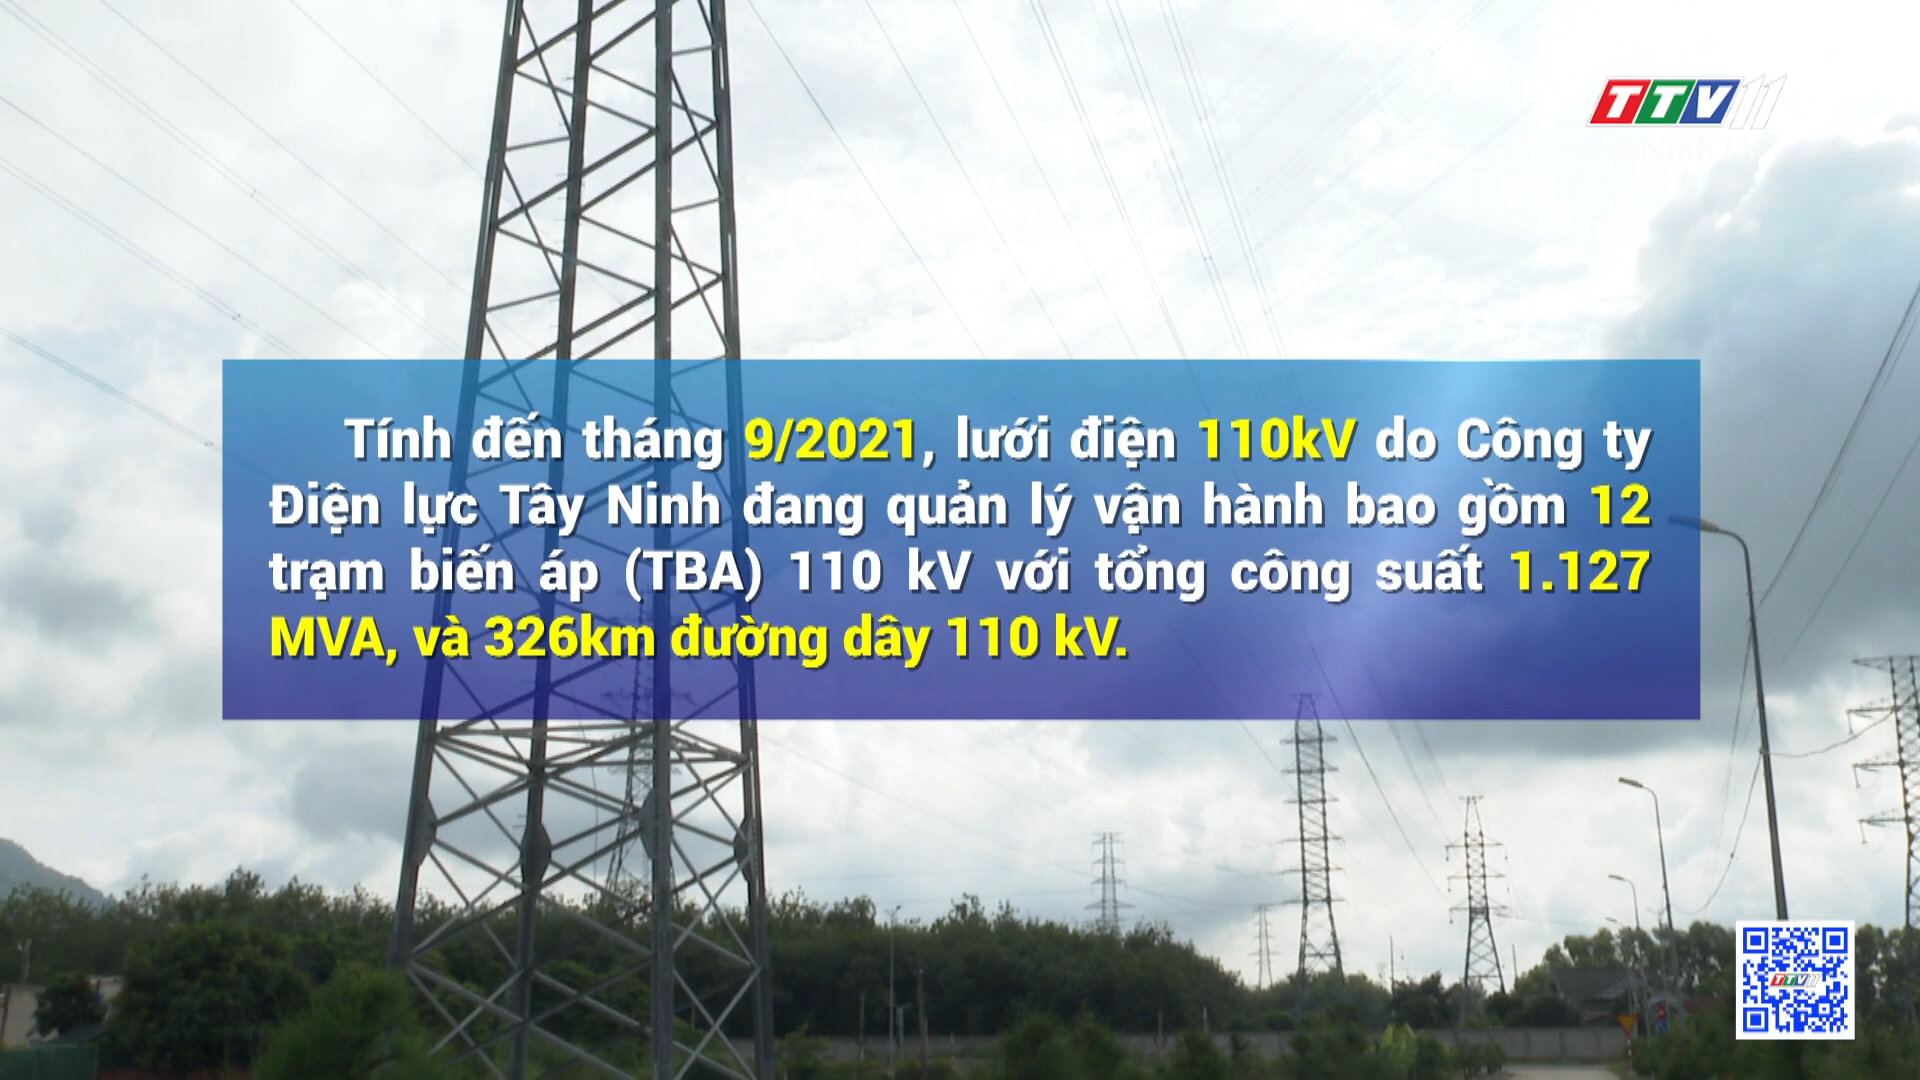 TTV11
Tính đến tháng 9/2021, lưới điện 110kV do Công ty
Điện lực Tây Ninh đang quản lý vận hành bao gồm 12
trạm biến áp (TBA) 110 kV với tổng công suất 1.127
MVA, và 326km đường dây 110 kV.
TTV11